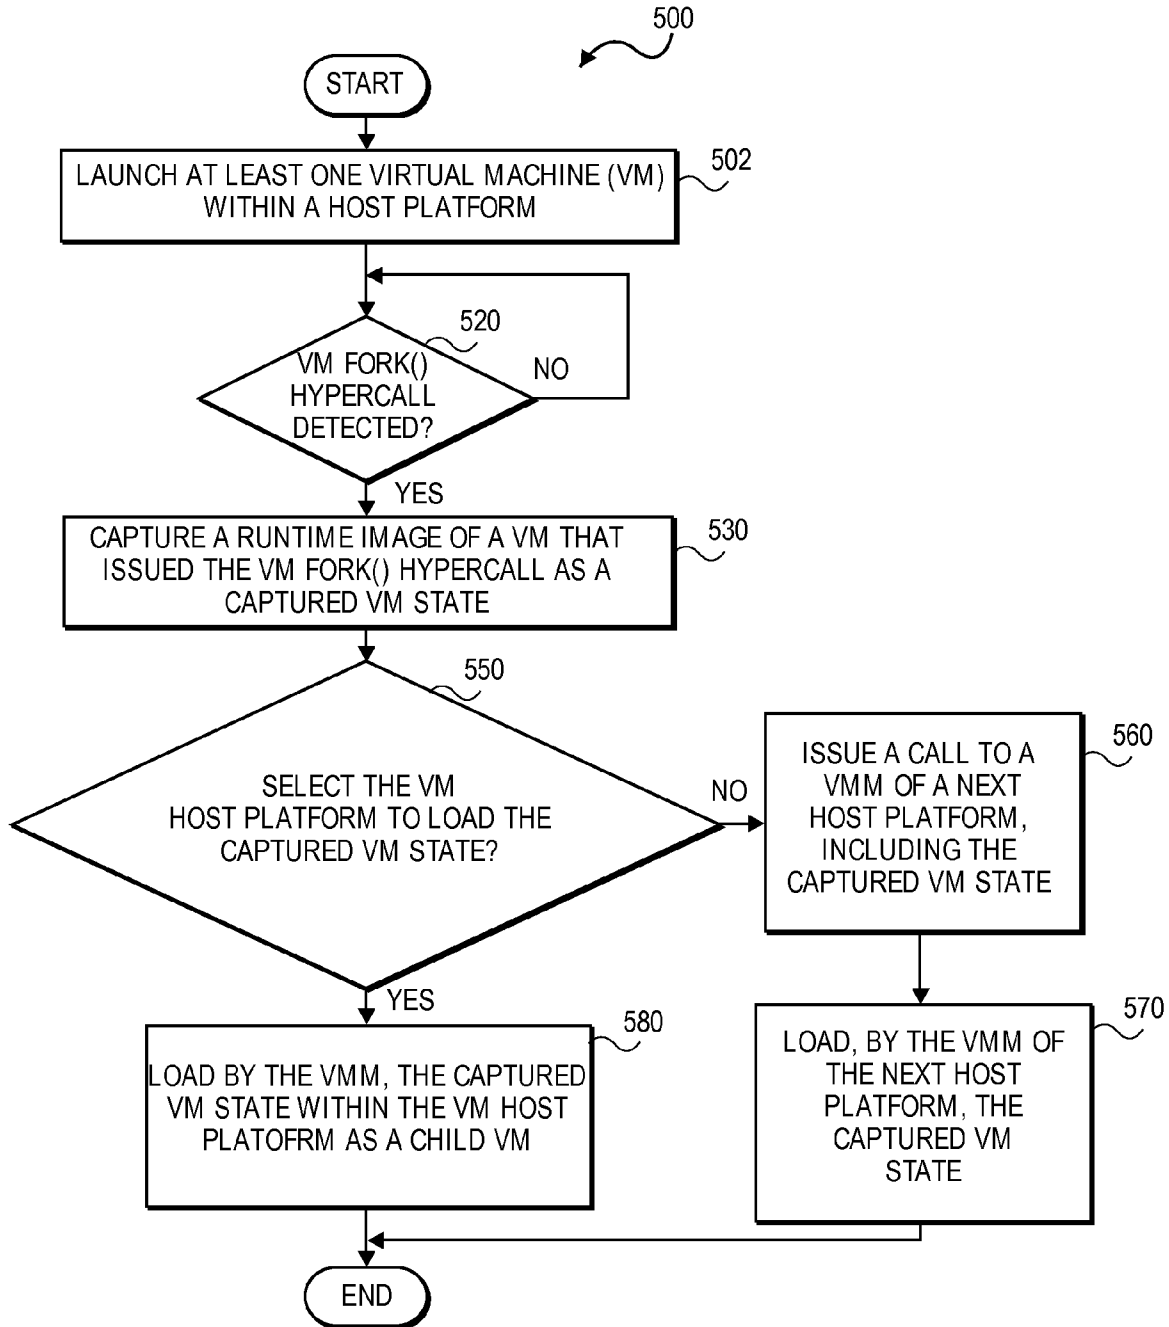 500
START
LAUNCH AT LEAST ONE VIRTUAL MACHINE (VM)
WITHIN A HOST PLATFORM
502
520
VM FORK()
HYPERCALL
DETECTED?
NO
YES
CAPTURE A RUNTIME IMAGE OF A VM THAT
ISSUED THE VM FORK() HYPERCALL AS A
CAPTURED VM STATE
530
550
SELECT THE VM
HOST PLATFORM TO LOAD THE
CAPTURED VM STATE?
NO
YES
ISSUE A CALL TO A
VMM OF A NEXT
HOST PLATFORM,
INCLUDING THE
CAPTURED VM STATE
560
LOAD, BY THE VMM OF
THE NEXT HOST
PLATFORM, THE
CAPTURED VM
STATE
570
LOAD BY THE VMM, THE CAPTURED
VM STATE WITHIN THE VM HOST
PLATOFRM AS A CHILD VM
580
END